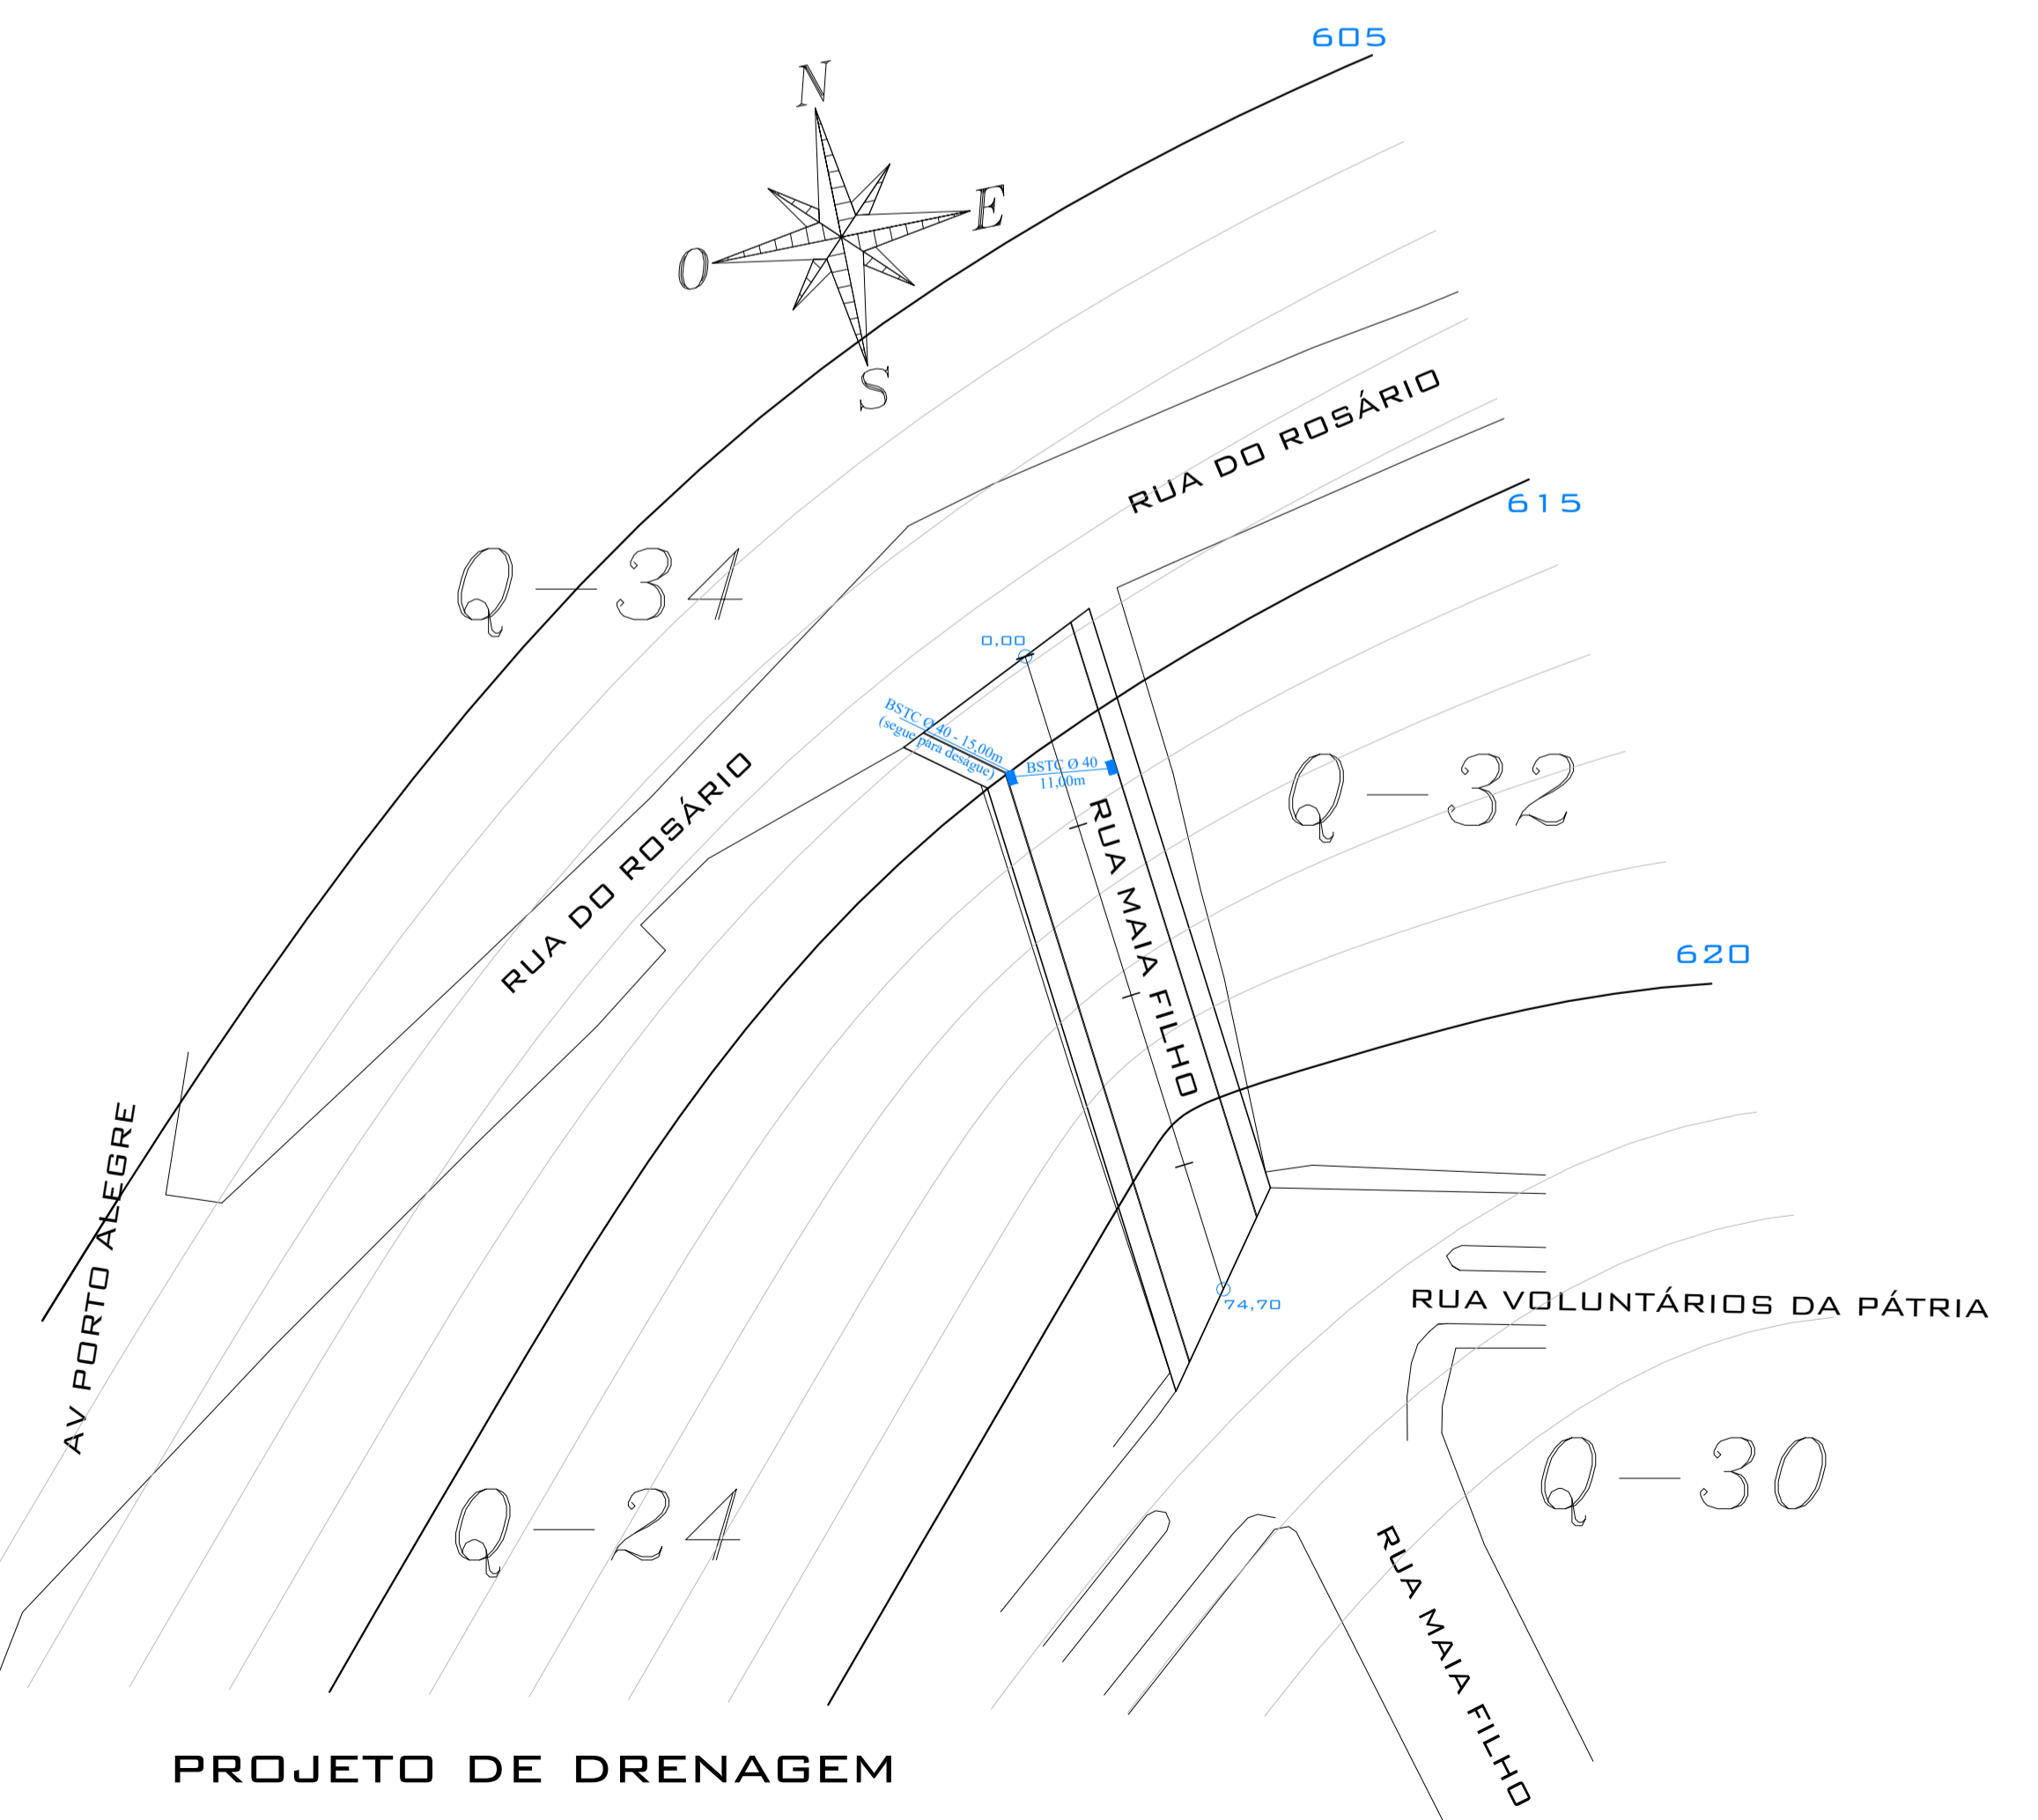 605
N
E
O
S
RUA DO ROSÁRIO
615
Q-34
0,00
BSTC Ø 40 - 15,00m
(segue para deságue)
BSTC Ø 40
11,00m
Q-32
RUA DO ROSÁRIO
RUA MAIA FILHO
620
AV PORTO ALEGRE
74,70
RUA VOLUNTÁRIOS DA PÁTRIA
Q-24
Q-30
RUA MAIA FILHO
PROJETO DE DRENAGEM